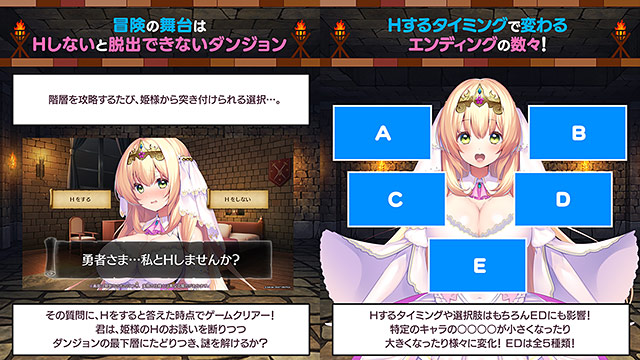 冒険の舞台は
Hしないと脱出できないダンジョン
階層を攻略するたび、姫様から突き付けられる選択…。
Hをする
Hをしない
勇者さま…私とHしませんか？
その質問に、Hをすると答えた時点でゲームクリアー！
君は、姫様のHのお誘いを断りつつ
ダンジョンの最下層にたどりつき、謎を解けるか？
Hするタイミングで変わる
エンディングの数々！
A
B
C
D
E
Hするタイミングや選択肢はもちろんEDにも影響！
特定のキャラの○○○○が小さくなったり
大きくなったり様々に変化！ EDは全5種類！